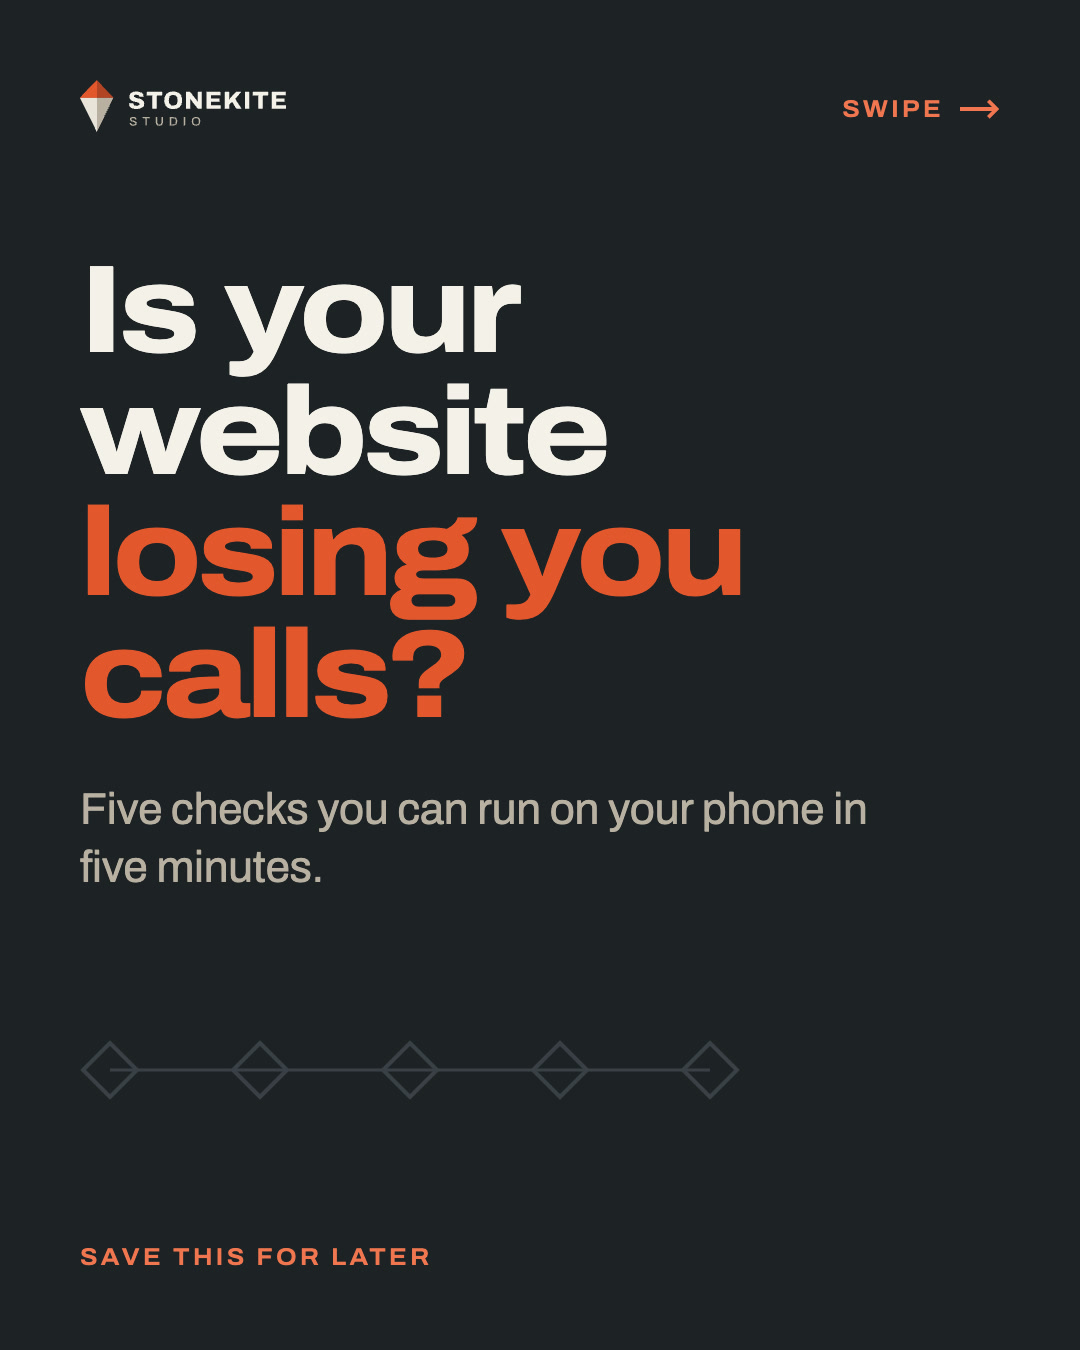 STONEKITE
STUDIO
SWIPE
Is your
website
losing you
calls?
Five checks you can run on your phone in
five minutes.
SAVE THIS FOR LATER